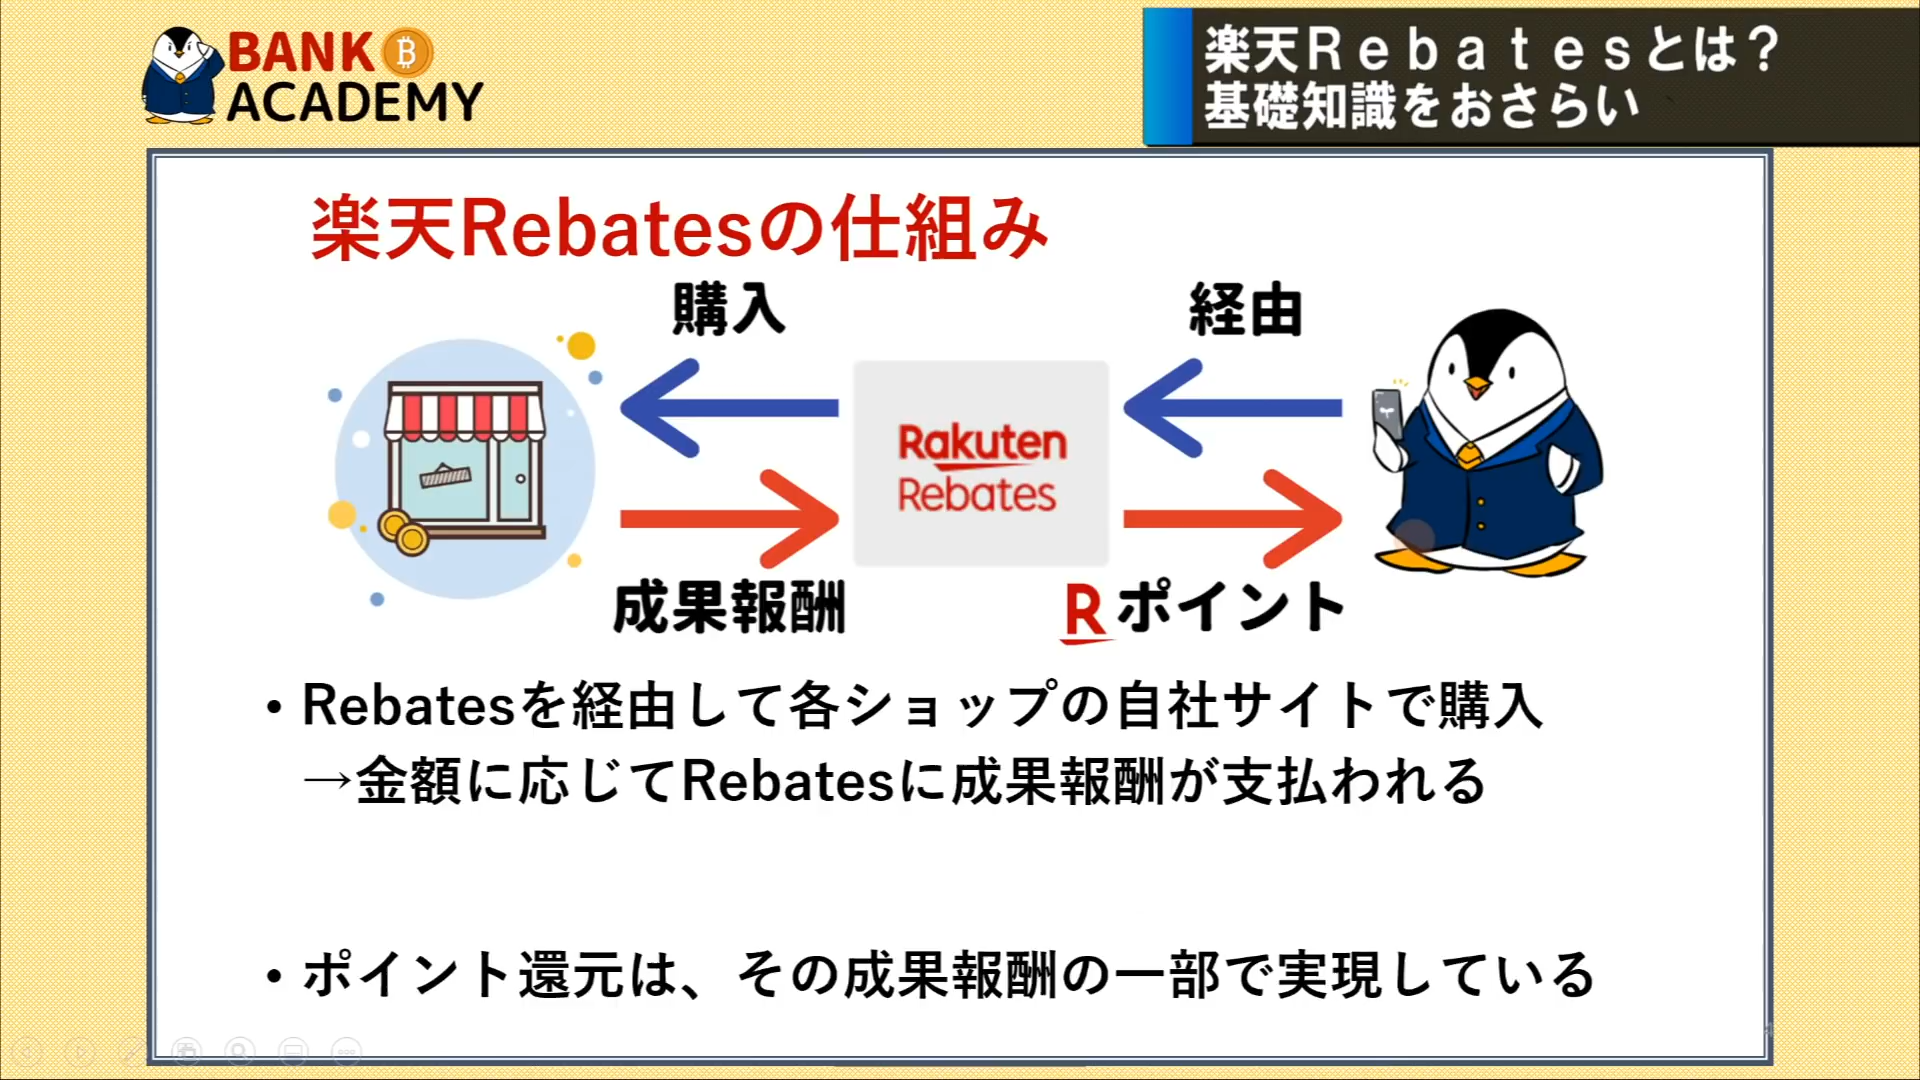 BANK
ACADEMY
楽天Rebatesとは?
基礎知識をおさらい
楽天Rebatesの仕組み
購入
経由
Rakuten
Rebates
成果報酬
Rポイント
・Rebatesを経由して各ショップの自社サイトで購入
→金額に応じてRebatesに成果報酬が支払われる
・ポイント還元は、その成果報酬の一部で実現している